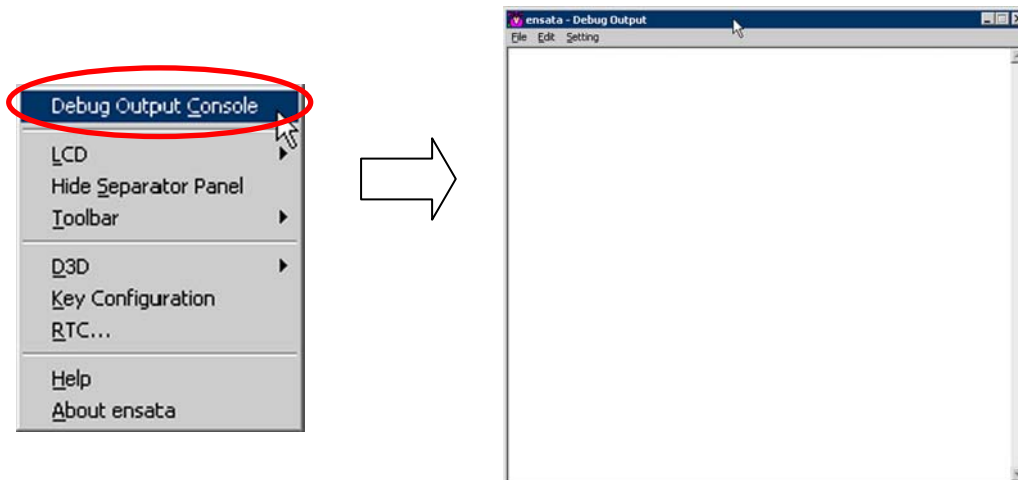 Debug Output Console
LCD
Hide Separator Panel
Toolbar
D3D
Key Configuration
RTC...
Help
About ensata
ensata - Debug Output
File Edit Setting